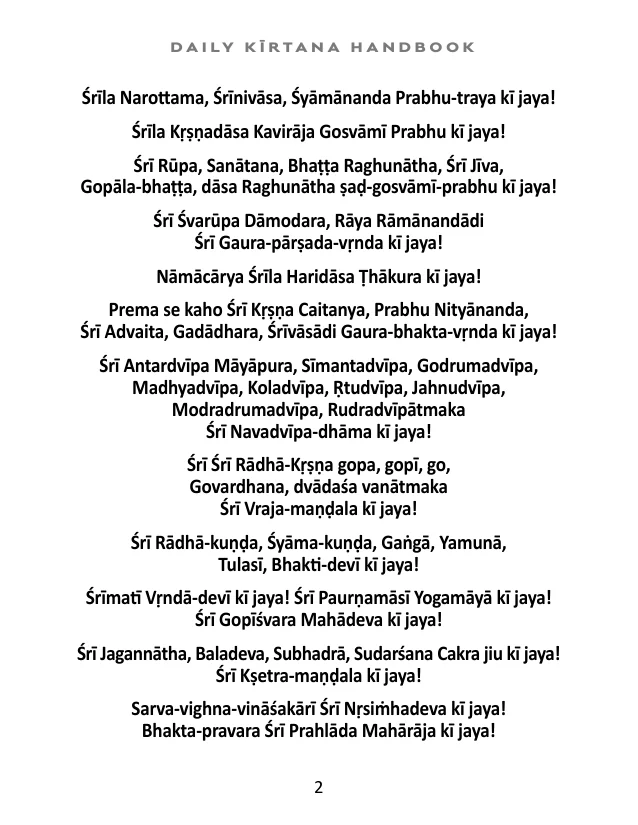 DAILY KĪRTANA HANDBOOK
Śrīla Narottama, Śrīnivāsa, Śyāmānanda Prabhu-traya kī jaya!
Śrīla Kṛṣṇadāsa Kavirāja Gosvāmī Prabhu kī jaya!
Śrī Rūpa, Sanātana, Bhaṭṭa Raghunātha, Śrī Jīva,
Gopāla-bhaṭṭa, dāsa Raghunātha ṣaḍ-gosvāmī-prabhu kī jaya!
Śrī Śvarūpa Dāmodara, Rāya Rāmānandādi
Śrī Gaura-pārṣada-vṛnda kī jaya!
Nāmācārya Śrīla Haridāsa Ṭhākura kī jaya!
Prema se kaho Śrī Kṛṣṇa Caitanya, Prabhu Nityānanda,
Śrī Advaita, Gadādhara, Śrīvāsādi Gaura-bhakta-vṛnda kī jaya!
Śrī Antardvīpa Māyāpura, Sīmantadvīpa, Godrumadvīpa,
Madhyadvīpa, Koladvīpa, Ṛtudvīpa, Jahnudvīpa,
Modradrumadvīpa, Rudradvīpātmaka
Śrī Navadvīpa-dhāma kī jaya!
Śrī Śrī Rādhā-Kṛṣṇa gopa, gopī, go,
Govardhana, dvādaśa vanātmaka
Śrī Vraja-maṇḍala kī jaya!
Śrī Rādhā-kuṇḍa, Śyāma-kuṇḍa, Gaṅgā, Yamunā,
Tulasī, Bhakti-devī kī jaya!
Śrīmatī Vṛndā-devī kī jaya! Śrī Paurṇamāsī Yogamāyā kī jaya!
Śrī Gopīśvara Mahādeva kī jaya!
Śrī Jagannātha, Baladeva, Subhadrā, Sudarśana Cakra jiu kī jaya!
Śrī Kṣetra-maṇḍala kī jaya!
Sarva-vighna-vināśakārī Śrī Nṛsiṁhadeva kī jaya!
Bhakta-pravara Śrī Prahlāda Mahārāja kī jaya!
2